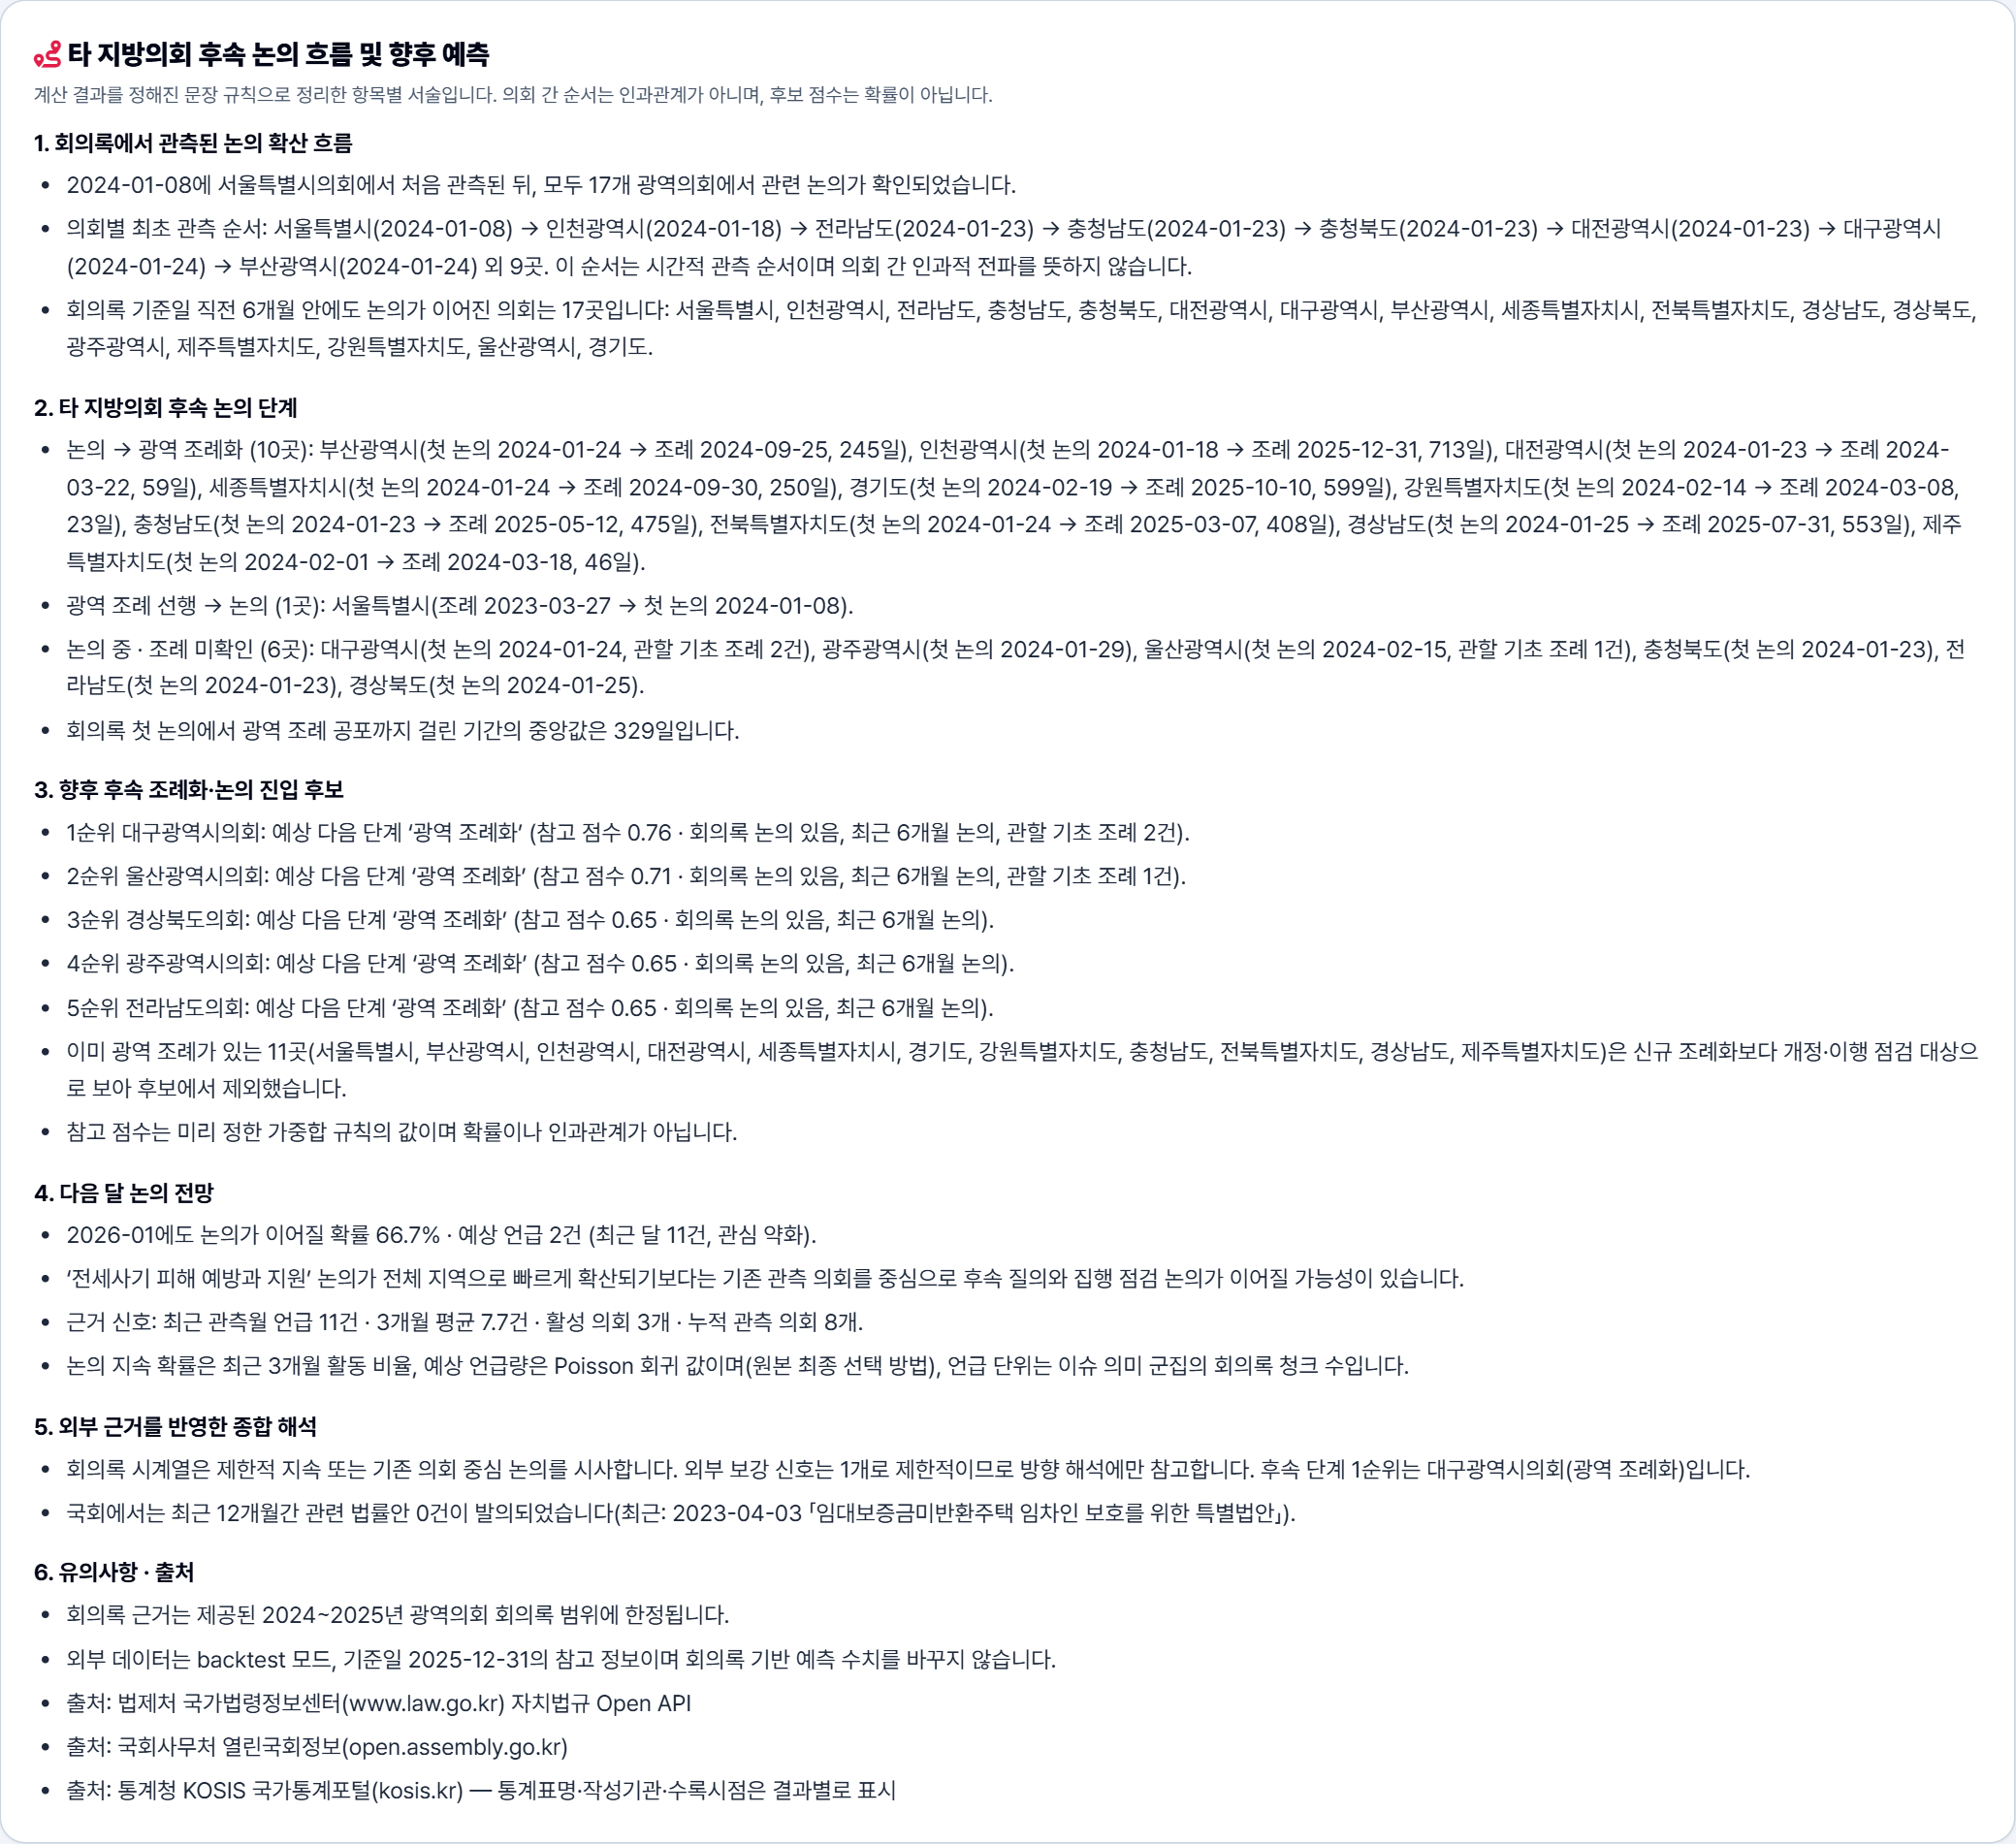 타 지방의회 후속 논의 흐름 및 향후 예측
계산 결과를 정해진 문장 규칙으로 정리한 항목별 서술입니다. 의회 간 순서는 인과관계가 아니며, 후보 점수는 확률이 아닙니다.
1. 회의록에서 관측된 논의 확산 흐름
• 2024-01-08에 서울특별시의회에서 처음 관측된 뒤, 모두 17개 광역의회에서 관련 논의가 확인되었습니다.
• 의회별 최초 관측 순서: 서울특별시(2024-01-08) → 인천광역시(2024-01-18) → 전라남도(2024-01-23) → 충청남도(2024-01-23) → 충청북도(2024-01-23) → 대전광역시(2024-01-23) → 대구광역시
(2024-01-24) → 부산광역시(2024-01-24) 외 9곳. 이 순서는 시간적 관측 순서이며 의회 간 인과적 전파를 뜻하지 않습니다.
• 회의록 기준일 직전 6개월 안에도 논의가 이어진 의회는 17곳입니다: 서울특별시, 인천광역시, 전라남도, 충청남도, 충청북도, 대전광역시, 대구광역시, 부산광역시, 세종특별자치시, 전북특별자치도, 경상남도, 경상북도,
광주광역시, 제주특별자치도, 강원특별자치도, 울산광역시, 경기도.
2. 타 지방의회 후속 논의 단계
• 논의 → 광역 조례화 (10곳): 부산광역시(첫 논의 2024-01-24 → 조례 2024-09-25, 245일), 인천광역시(첫 논의 2024-01-18 → 조례 2025-12-31, 713일), 대전광역시(첫 논의 2024-01-23 → 조례 2024-
03-22, 59일), 세종특별자치시(첫 논의 2024-01-24 → 조례 2024-09-30, 250일), 경기도(첫 논의 2024-02-19 → 조례 2025-10-10, 599일), 강원특별자치도(첫 논의 2024-02-14 → 조례 2024-03-08,
23일), 충청남도(첫 논의 2024-01-23 → 조례 2025-05-12, 475일), 전북특별자치도(첫 논의 2024-01-24 → 조례 2025-03-07, 408일), 경상남도(첫 논의 2024-01-25 → 조례 2025-07-31, 553일), 제주
특별자치도(첫 논의 2024-02-01 → 조례 2024-03-18, 46일).
• 광역 조례 선행 → 논의 (1곳): 서울특별시(조례 2023-03-27 → 첫 논의 2024-01-08).
• 논의 중 · 조례 미확인 (6곳): 대구광역시(첫 논의 2024-01-24, 관할 기초 조례 2건), 광주광역시(첫 논의 2024-01-29), 울산광역시(첫 논의 2024-02-15, 관할 기초 조례 1건), 충청북도(첫 논의 2024-01-23), 전
라남도(첫 논의 2024-01-23), 경상북도(첫 논의 2024-01-25).
• 회의록 첫 논의에서 광역 조례 공포까지 걸린 기간의 중앙값은 329일입니다.
3. 향후 후속 조례화·논의 진입 후보
• 1순위 대구광역시의회: 예상 다음 단계 ‘광역 조례화’ (참고 점수 0.76 · 회의록 논의 있음, 최근 6개월 논의, 관할 기초 조례 2건).
• 2순위 울산광역시의회: 예상 다음 단계 ‘광역 조례화’ (참고 점수 0.71 · 회의록 논의 있음, 최근 6개월 논의, 관할 기초 조례 1건).
• 3순위 경상북도의회: 예상 다음 단계 ‘광역 조례화’ (참고 점수 0.65 · 회의록 논의 있음, 최근 6개월 논의).
• 4순위 광주광역시의회: 예상 다음 단계 ‘광역 조례화’ (참고 점수 0.65 · 회의록 논의 있음, 최근 6개월 논의).
• 5순위 전라남도의회: 예상 다음 단계 ‘광역 조례화’ (참고 점수 0.65 · 회의록 논의 있음, 최근 6개월 논의).
• 이미 광역 조례가 있는 11곳(서울특별시, 부산광역시, 인천광역시, 대전광역시, 세종특별자치시, 경기도, 강원특별자치도, 충청남도, 전북특별자치도, 경상남도, 제주특별자치도)은 신규 조례화보다 개정·이행 점검 대상으
로 보아 후보에서 제외했습니다.
• 참고 점수는 미리 정한 가중합 규칙의 값이며 확률이나 인과관계가 아닙니다.
4. 다음 달 논의 전망
• 2026-01에도 논의가 이어질 확률 66.7% · 예상 언급 2건 (최근 달 11건, 관심 약화).
• ‘전세사기 피해 예방과 지원’ 논의가 전체 지역으로 빠르게 확산되기보다는 기존 관측 의회를 중심으로 후속 질의와 집행 점검 논의가 이어질 가능성이 있습니다.
• 근거 신호: 최근 관측월 언급 11건 · 3개월 평균 7.7건 · 활성 의회 3개 · 누적 관측 의회 8개.
• 논의 지속 확률은 최근 3개월 활동 비율, 예상 언급량은 Poisson 회귀 값이며(원본 최종 선택 방법), 언급 단위는 이슈 의미 군집의 회의록 청크 수입니다.
5. 외부 근거를 반영한 종합 해석
• 회의록 시계열은 제한적 지속 또는 기존 의회 중심 논의를 시사합니다. 외부 보강 신호는 1개로 제한적이므로 방향 해석에만 참고합니다. 후속 단계 1순위는 대구광역시의회(광역 조례화)입니다.
• 국회에서는 최근 12개월간 관련 법률안 0건이 발의되었습니다(최근: 2023-04-03 「임대보증금미반환주택 임차인 보호를 위한 특별법안」).
6. 유의사항 · 출처
• 회의록 근거는 제공된 2024~2025년 광역의회 회의록 범위에 한정됩니다.
• 외부 데이터는 backtest 모드, 기준일 2025-12-31의 참고 정보이며 회의록 기반 예측 수치를 바꾸지 않습니다.
• 출처: 법제처 국가법령정보센터(www.law.go.kr) 자치법규 Open API
• 출처: 국회사무처 열린국회정보(open.assembly.go.kr)
• 출처: 통계청 KOSIS 국가통계포털(kosis.kr) — 통계표명·작성기관·수록시점은 결과별로 표시